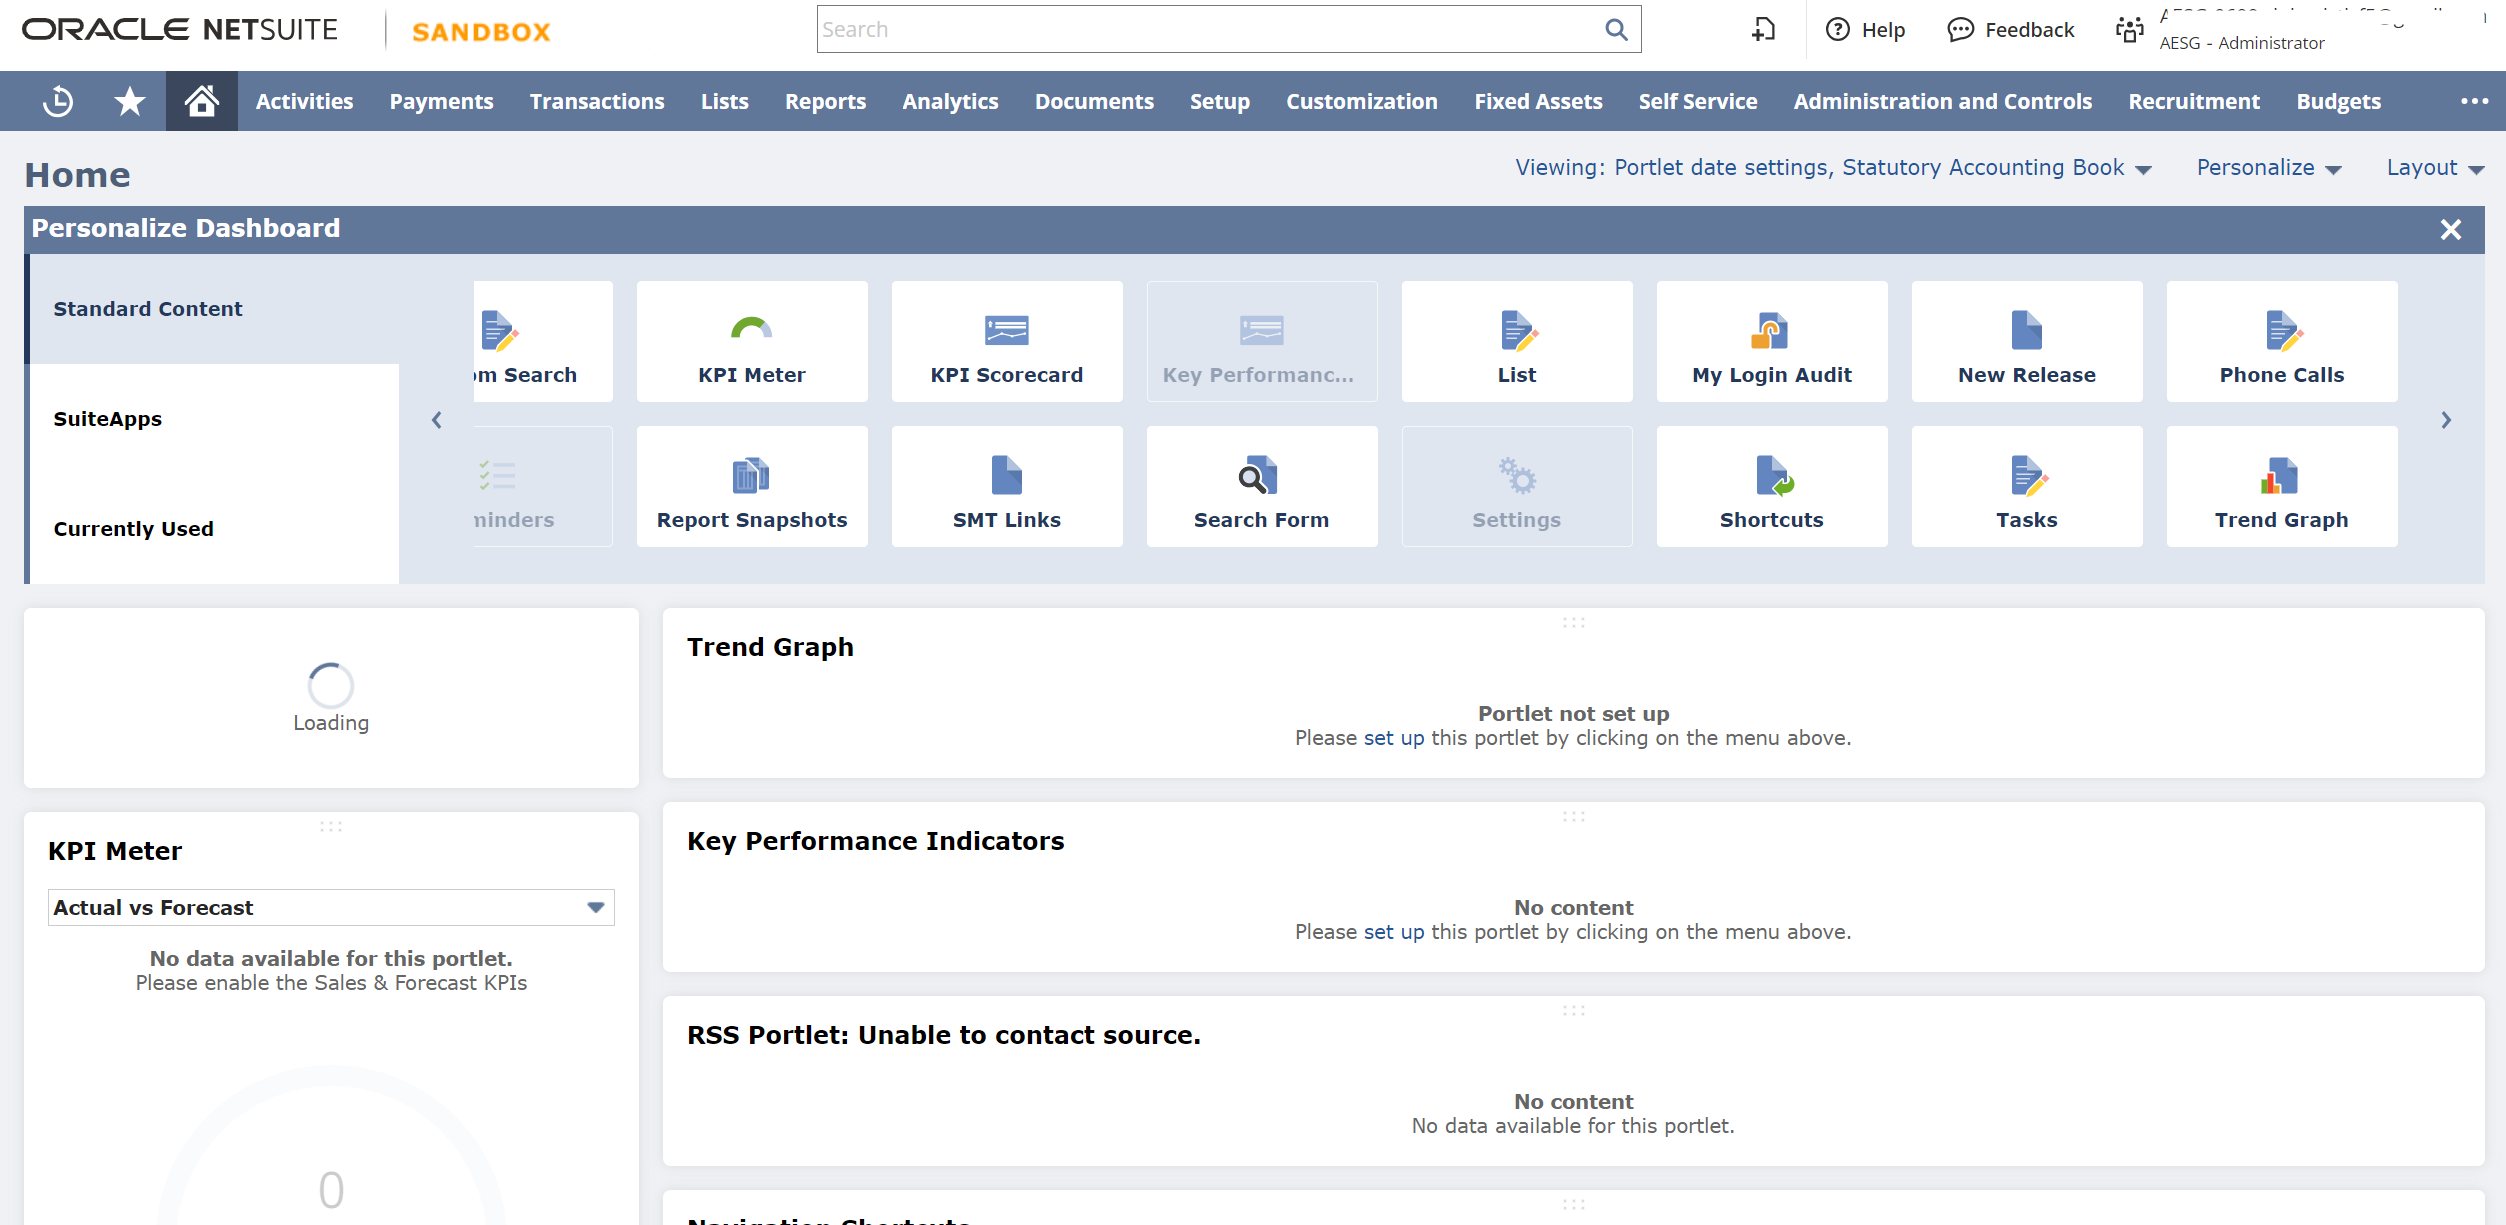 ORACLE NETSUITE
SANDBOX
Search
Help
Feedback
AESG - Administrator
Activities
Payments
Transactions
Lists
Reports
Analytics
Documents
Setup
Customization
Fixed Assets
Self Service
Administration and Controls
Recruitment
Budgets
Home
Viewing: Portlet date settings, Statutory Accounting Book
Personalize
Layout
Personalize Dashboard
Standard Content
SuiteApps
Currently Used
Search
KPI Meter
KPI Scorecard
Key Performanc...
List
My Login Audit
New Release
Phone Calls
minders
Report Snapshots
SMT Links
Search Form
Settings
Shortcuts
Tasks
Trend Graph
Loading
KPI Meter
Actual vs Forecast
No data available for this portlet.
Please enable the Sales & Forecast KPIs
0
Trend Graph
Portlet not set up
Please set up this portlet by clicking on the menu above.
Key Performance Indicators
No content
Please set up this portlet by clicking on the menu above.
RSS Portlet: Unable to contact source.
No content
No data available for this portlet.
Navigation Shortcuts